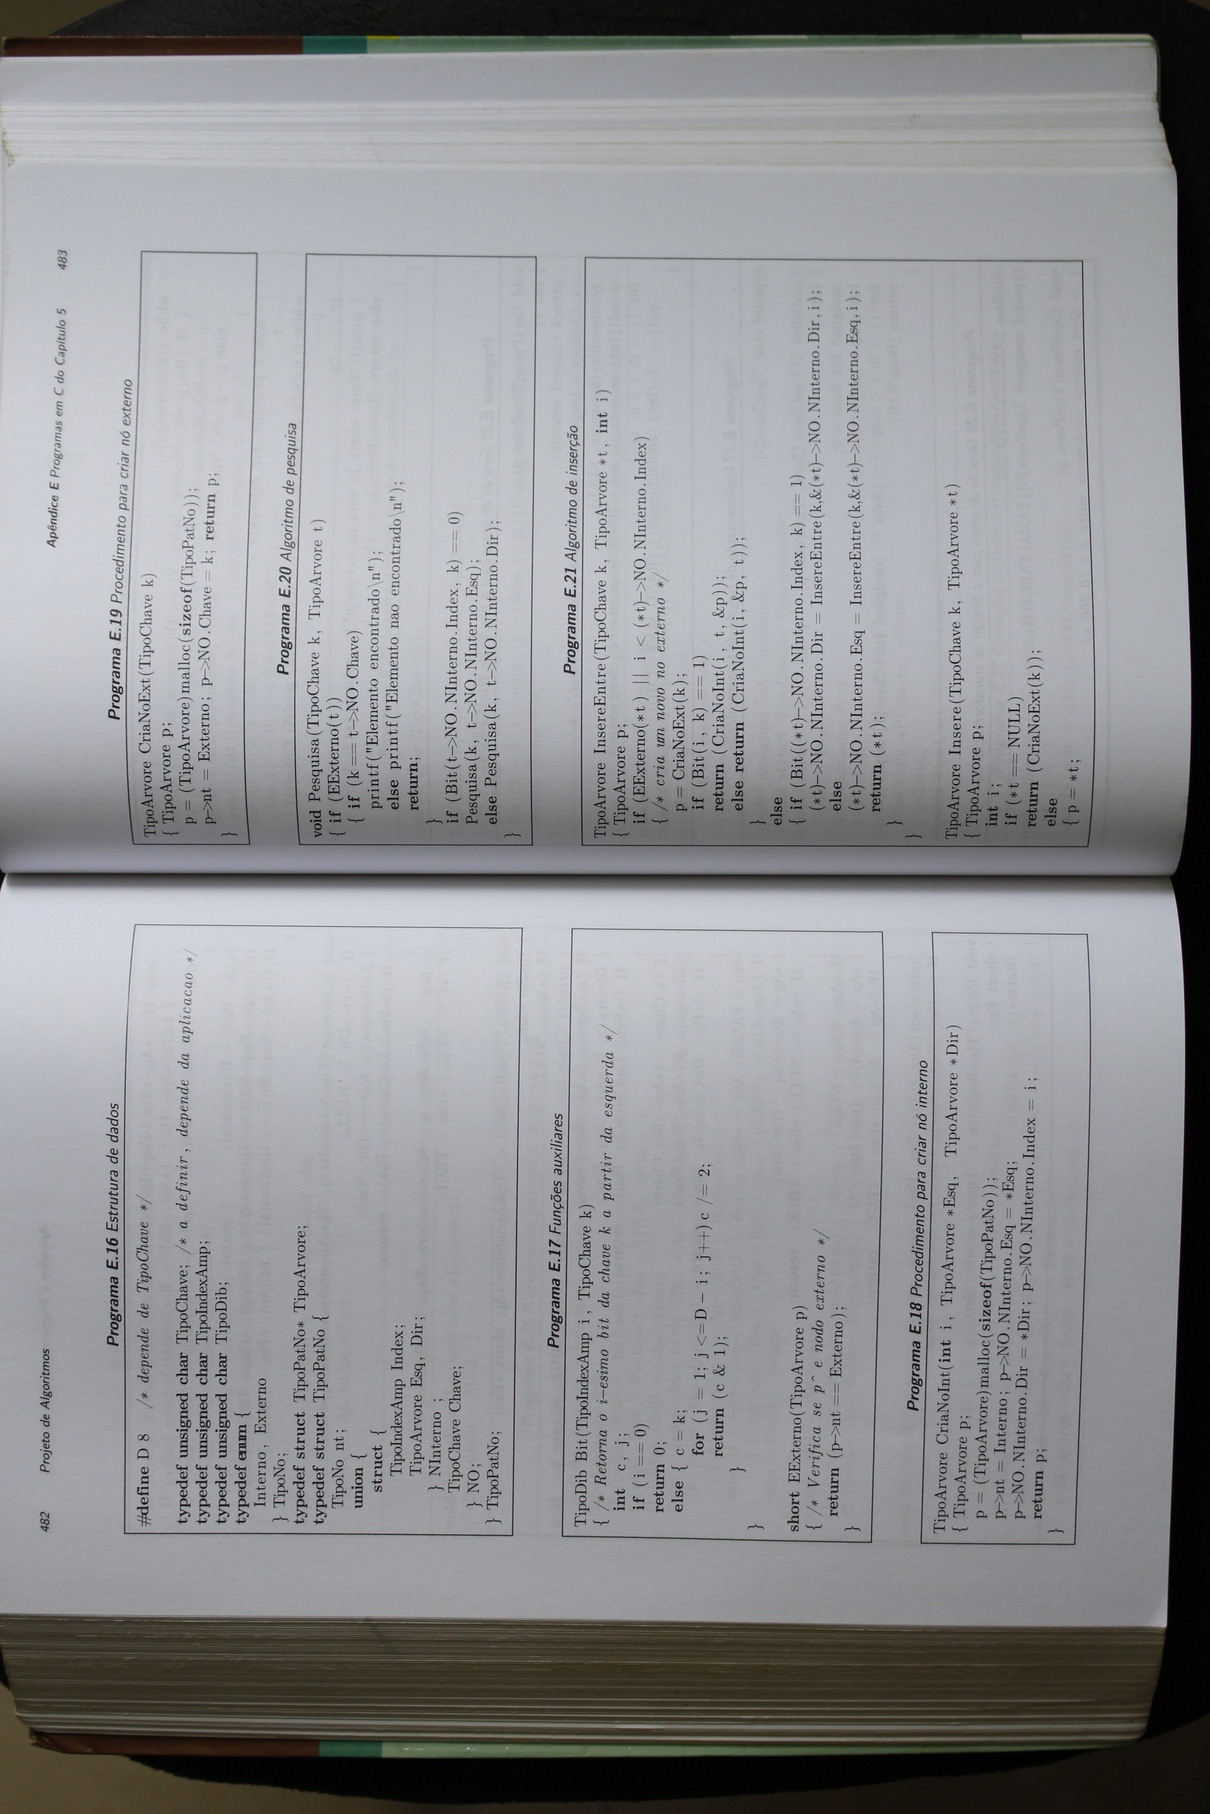 482 Projeto de Algoritmos
Programa E.16 Estrutura de dados
#define D 8 /* depende de TipoChave */
typedef unsigned char TipoChave; /* a definir, depende da aplicacao */
typedef unsigned char TipoIndexAmp;
typedef unsigned char TipoDib;
typedef enum {
Interno, Externo
} TipoNo;
typedef struct TipoPatNo* TipoArvore;
typedef struct TipoPatNo {
TipoNo nt;
union {
struct {
TipoIndexAmp Index;
TipoArvore Esq, Dir;
} NInterno ;
TipoChave Chave;
} NO;
} TipoPatNo;
Programa E.17 Funções auxiliares
TipoDib Bit(TipoIndexAmp i, TipoChave k)
{ /* Retorna o i-esimo bit da chave k a partir da esquerda */
int c, j;
if (i == 0)
return 0;
else { c = k;
for (j = 1; j <=D - i; j++) c /= 2;
return (c & 1);
}
}
short EExterno(TipoArvore p)
{ /* Verifica se p^ e nodo externo */
return (p->nt == Externo);
}
Programa E.18 Procedimento para criar nó interno
TipoArvore CriaNoInt(int i, TipoArvore *Esq, TipoArvore *Dir)
{ TipoArvore p;
p = (TipoArvore)malloc(sizeof(TipoPatNo));
p->nt = Interno; p->NO.NInterno.Esq = *Esq;
p->NO.NInterno.Dir = *Dir; p->NO.NInterno.Index = i;
return p;
}
Apêndice E Programas em C do Capítulo 5 483
Programa E.19 Procedimento para criar nó externo
TipoArvore CriaNoExt(TipoChave k)
{ TipoArvore p;
p = (TipoArvore)malloc(sizeof(TipoPatNo));
p->nt = Externo; p->NO.Chave = k; return p;
}
Programa E.20 Algoritmo de pesquisa
void Pesquisa(TipoChave k, TipoArvore t)
{ if (EExterno(t))
{ if (k == t->NO.Chave)
printf("Elemento encontrado\n");
else printf("Elemento nao encontrado\n");
return;
}
if (Bit(t->NO.NInterno.Index, k) == 0)
Pesquisa(k, t->NO.NInterno.Esq);
else Pesquisa(k, t->NO.NInterno.Dir);
}
Programa E.21 Algoritmo de inserção
TipoArvore InsereEntre(TipoChave k, TipoArvore *t, int i)
{ TipoArvore p;
if (EExterno(*t) || i < (*t)->NO.NInterno.Index)
{ /* cria um novo no externo */
p = CriaNoExt(k);
if (Bit(i, k) == 1)
return (CriaNoInt(i, t, &p));
else return (CriaNoInt(i, &p, t));
}
else
{ if (Bit((*t)->NO.NInterno.Index, k) == 1)
(*t)->NO.NInterno.Dir = InsereEntre(k,&(*t)->NO.NInterno.Dir,i);
else
(*t)->NO.NInterno.Esq = InsereEntre(k,&(*t)->NO.NInterno.Esq,i);
return (*t);
}
}
TipoArvore Insere(TipoChave k, TipoArvore *t)
{ TipoArvore p;
int i;
if (*t == NULL)
return (CriaNoExt(k));
else
{ p = *t;